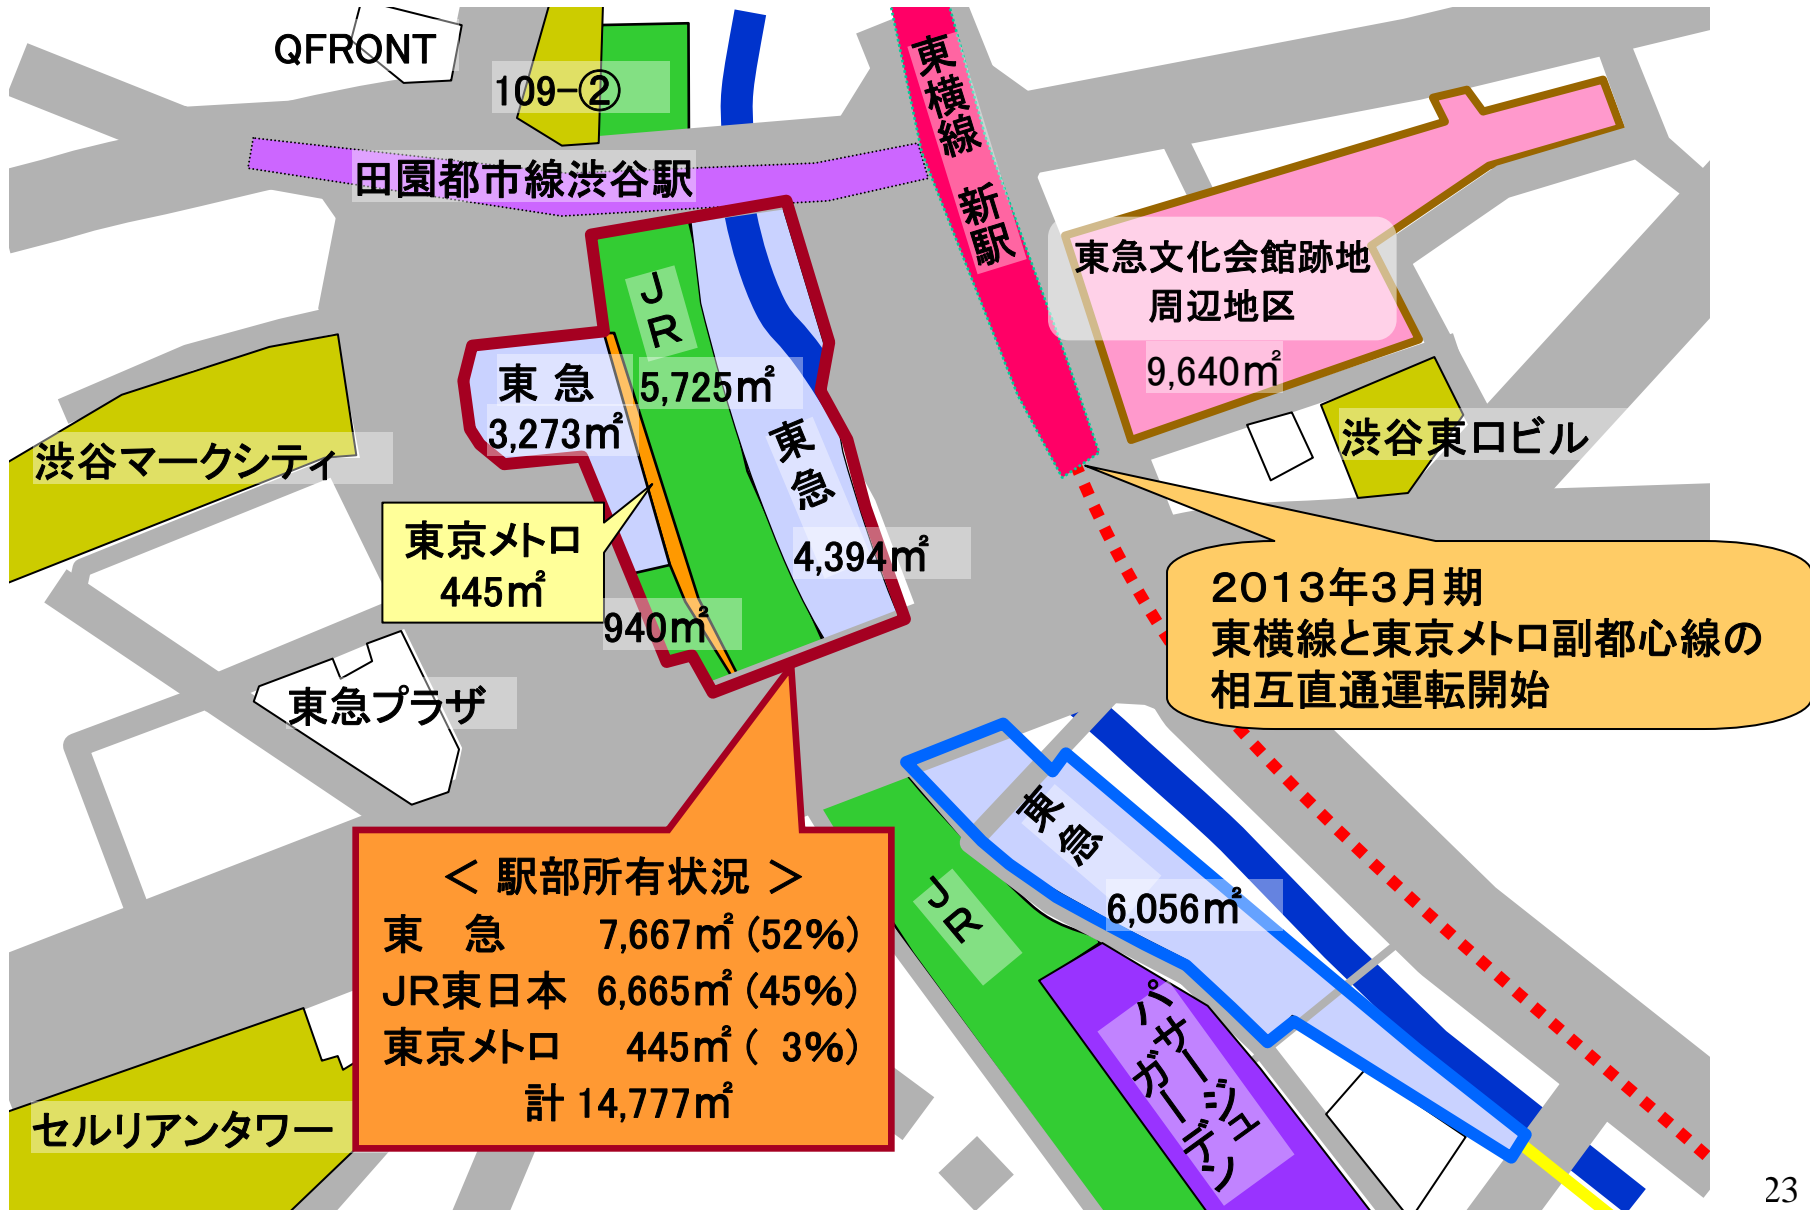 QFRONT
109-②
田園都市線渋谷駅
東横線 新駅
東急文化会館跡地
周辺地区
9,640㎡
JR
5,725㎡
東 急
3,273㎡
東急
4,394㎡
渋谷マークシティ
渋谷東口ビル
東京メトロ
445㎡
940㎡
2013年3月期
東横線と東京メトロ副都心線の
相互直通運転開始
東急プラザ
東急
6,056㎡
JR
パサージュ
ガーデン
＜ 駅部所有状況 ＞
東 急 7,667㎡(52%)
JR東日本 6,665㎡(45%)
東京メトロ 445㎡( 3%)
計 14,777㎡
セルリアンタワー
23